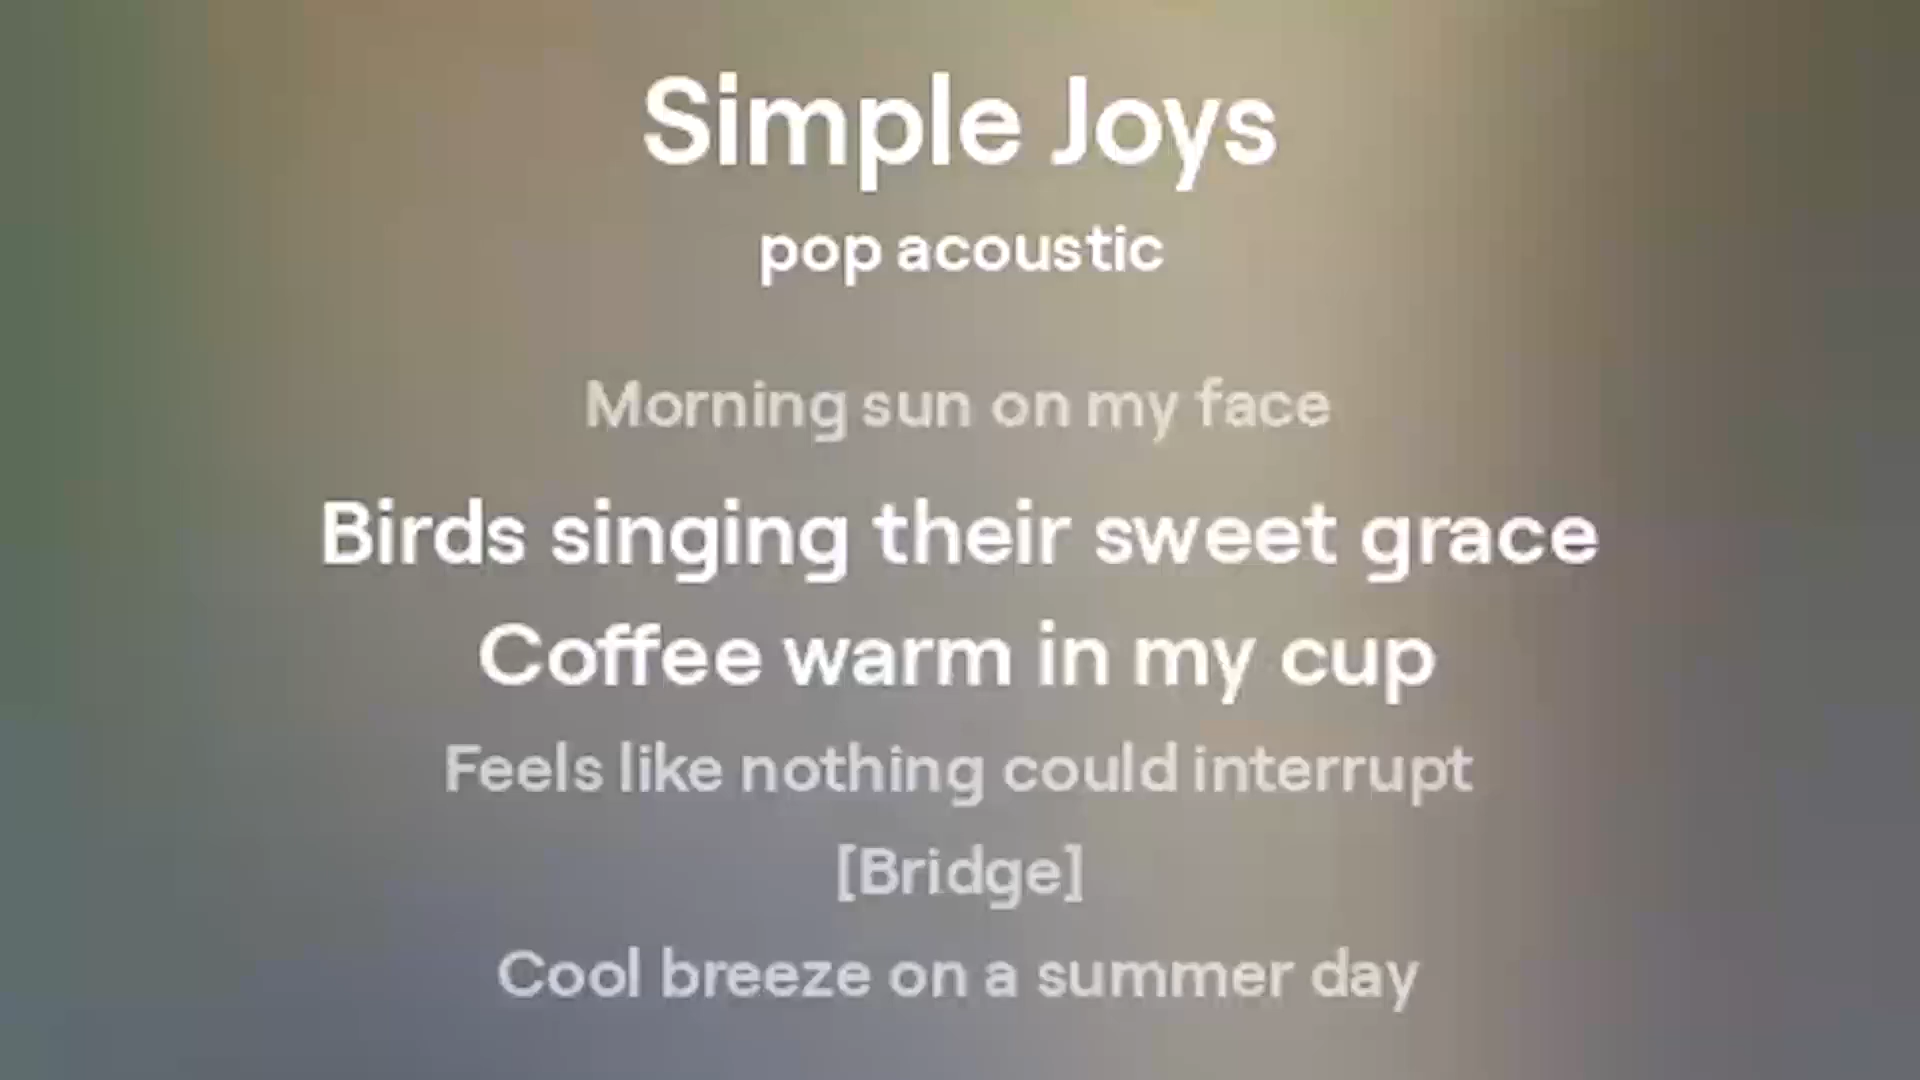 Simple Joys
pop acoustic
Morning sun on my face
Birds singing their sweet grace
Coffee warm in my cup
Feels like nothing could interrupt
[Bridge]
Cool breeze on a summer day